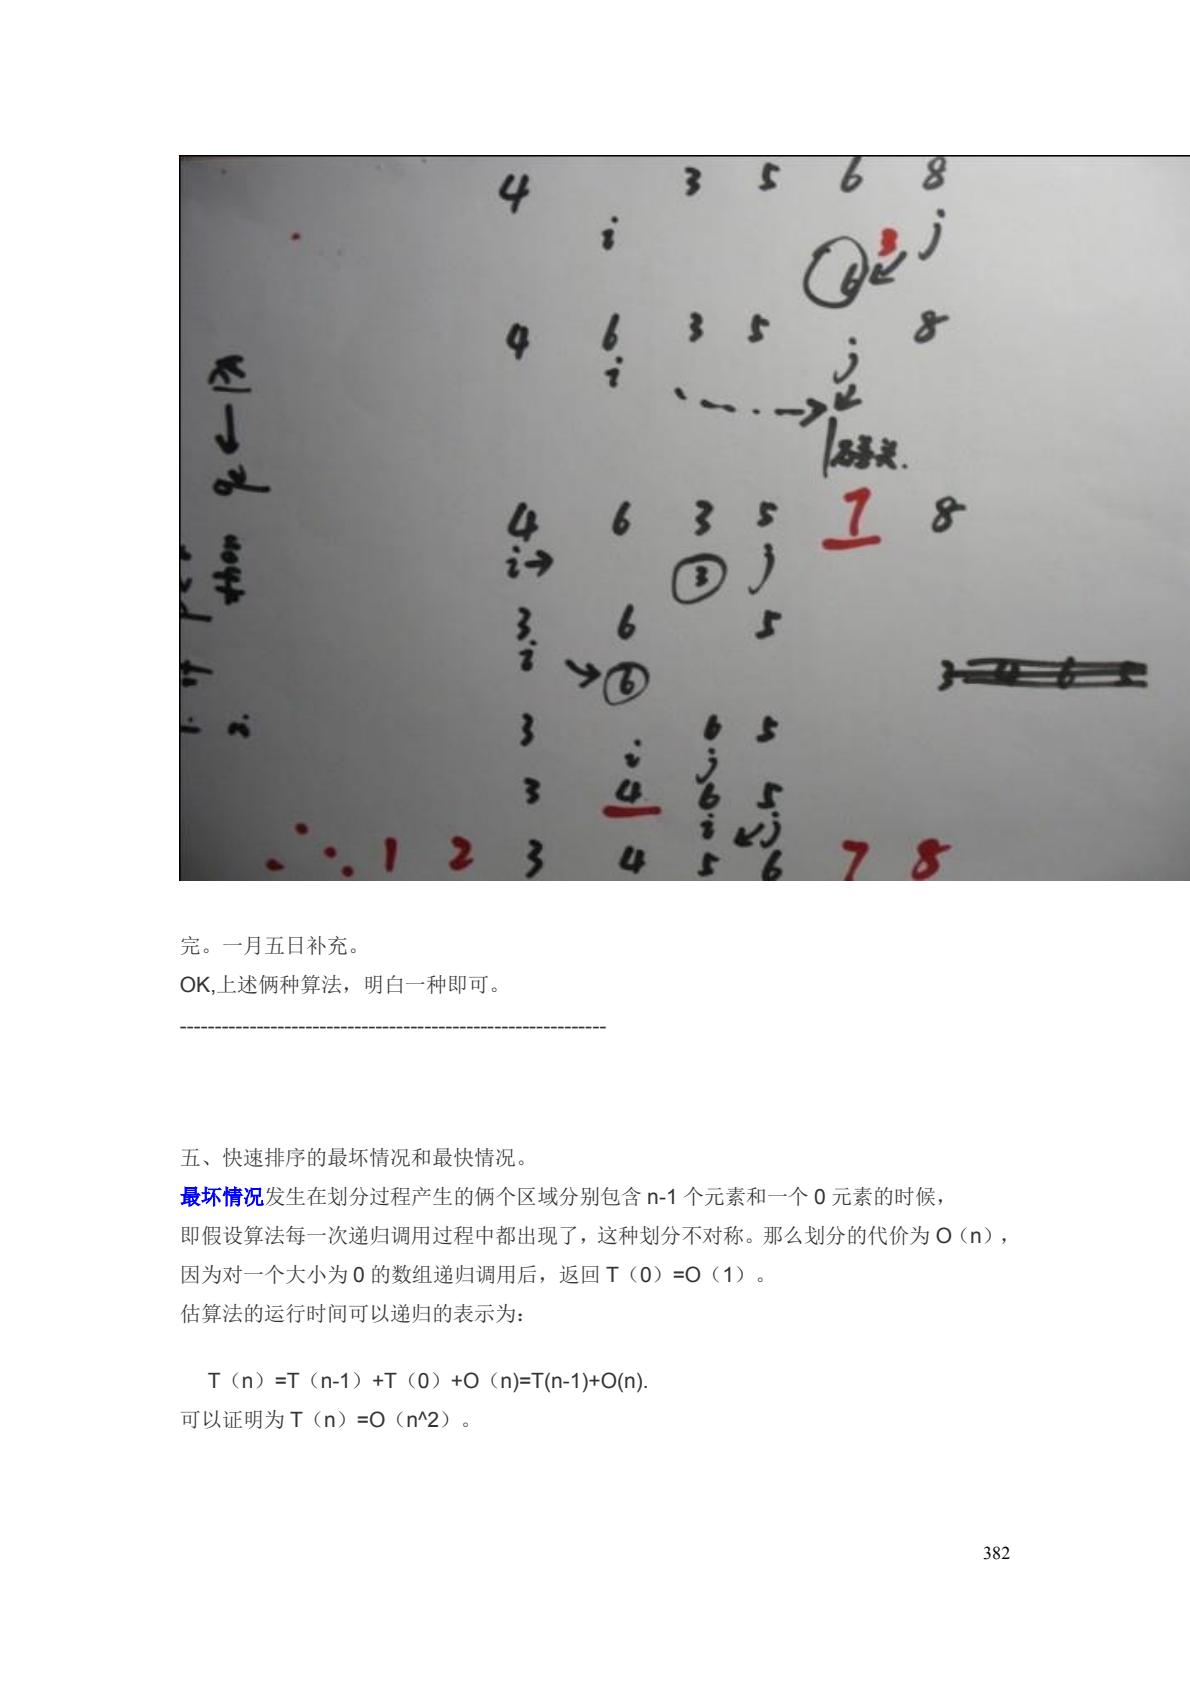 4 3 5 6 8
i j
3
6
4 6 3 5 8
i j
4 6 3 5 7 8
i 3 j
3 6 5
i 6
3 4 6 5
3 6 5
i j
3 4 6 5
i j
1 2 3 4 5 6 7 8
完。一月五日补充。
OK,上述俩种算法，明白一种即可。
-------------------------------------------------------------
五、快速排序的最坏情况和最快情况。
最坏情况发生在划分过程产生的俩个区域分别包含 n-1 个元素和一个 0 元素的时候，
即假设算法每一次递归调用过程中都出现了，这种划分不对称。那么划分的代价为 O（n），
因为对一个大小为 0 的数组递归调用后，返回 T（0）=O（1）。
估算法的运行时间可以递归的表示为：
T（n）=T（n-1）+T（0）+O（n)=T(n-1)+O(n).
可以证明为 T（n）=O（n^2）。
382